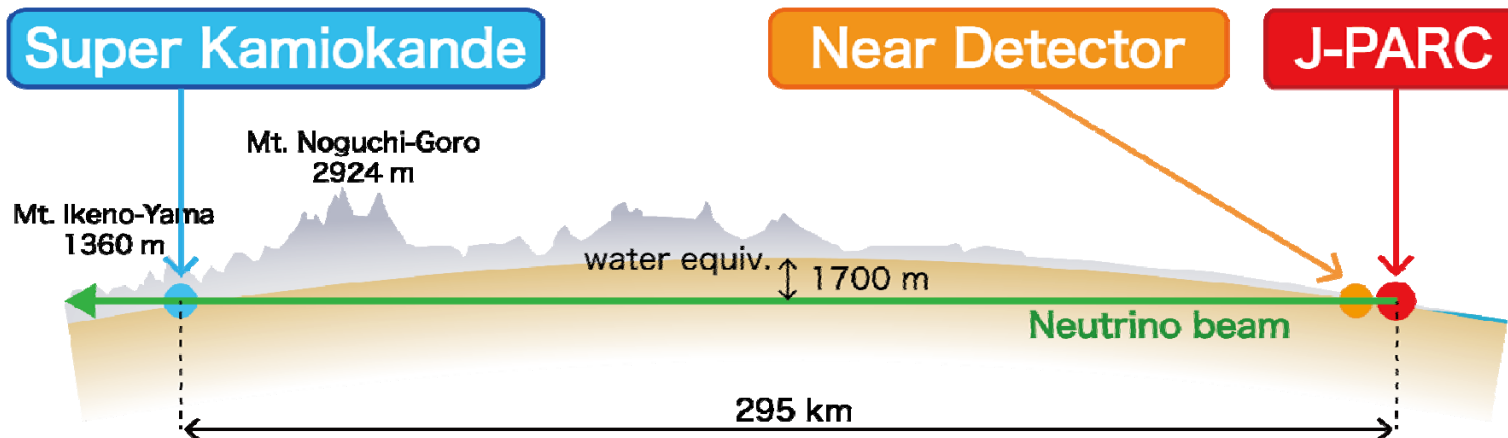 Super Kamiokande
Near Detector
J-PARC
Mt. Noguchi-Goro
2924 m
Mt. Ikeno-Yama
1360 m
water equiv.
1700 m
Neutrino beam
295 km